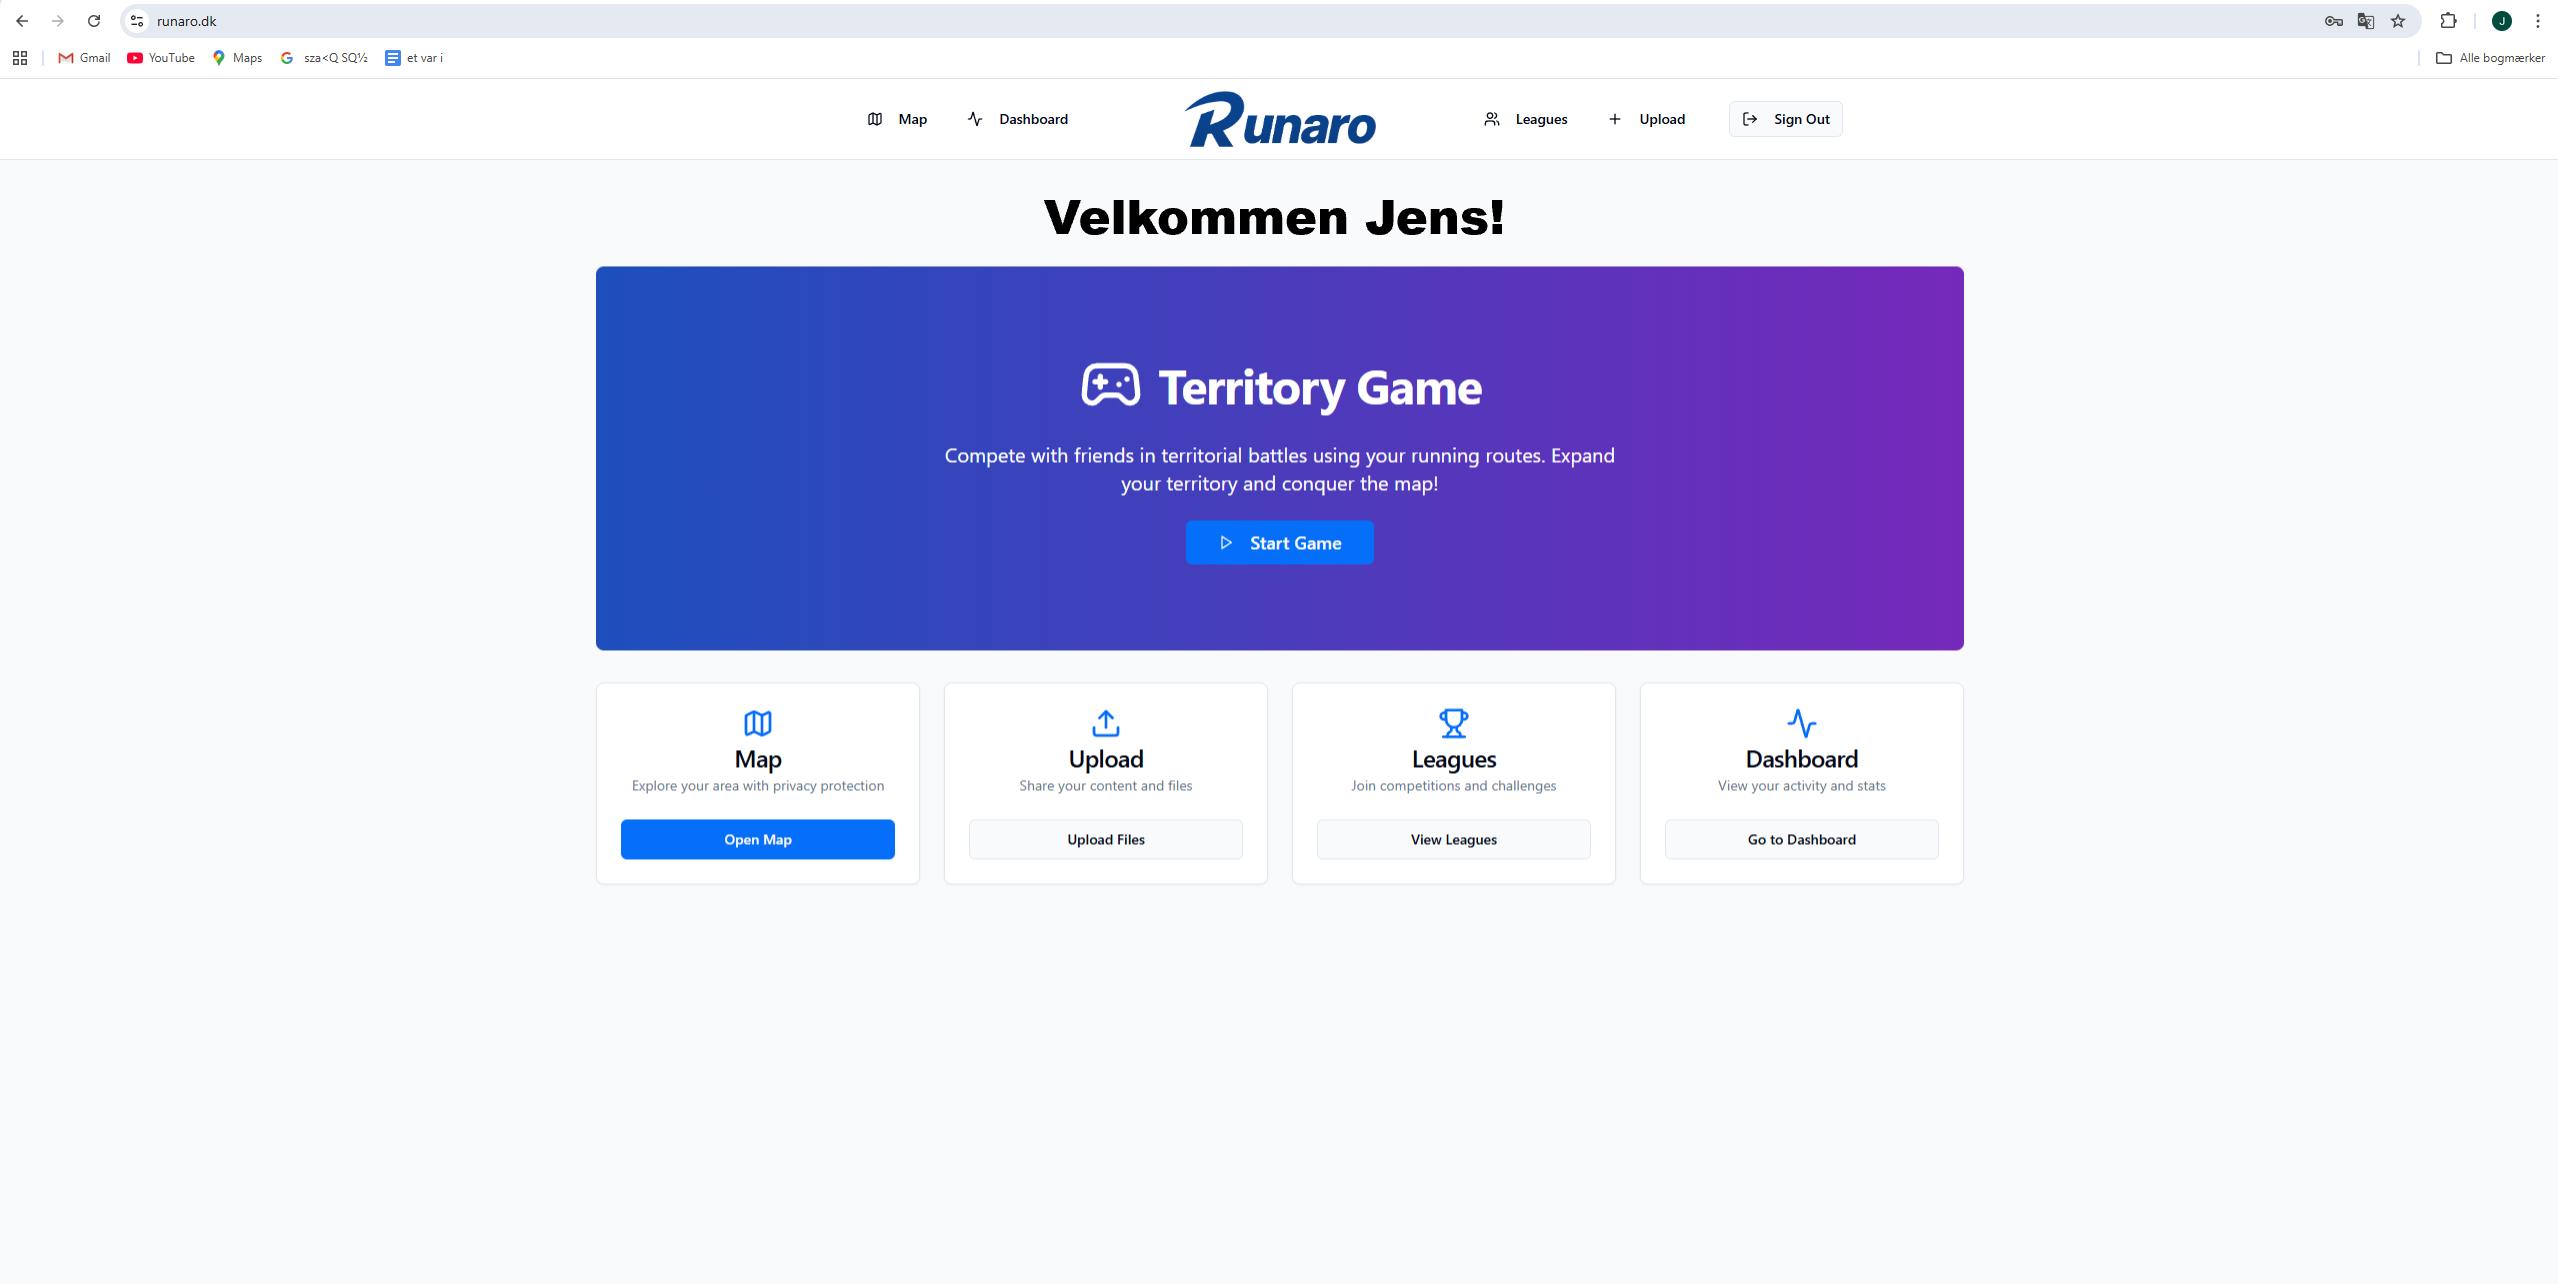 runaro.dk
Gmail
YouTube
Maps
sza<Q SQ½
et var i
Alle bogmærker
J
Map
Dashboard
Runaro
Leagues
Upload
Sign Out
Velkommen Jens!
Territory Game
Compete with friends in territorial battles using your running routes. Expand
your territory and conquer the map!
Start Game
Map
Explore your area with privacy protection
Open Map
Upload
Share your content and files
Upload Files
Leagues
Join competitions and challenges
View Leagues
Dashboard
View your activity and stats
Go to Dashboard